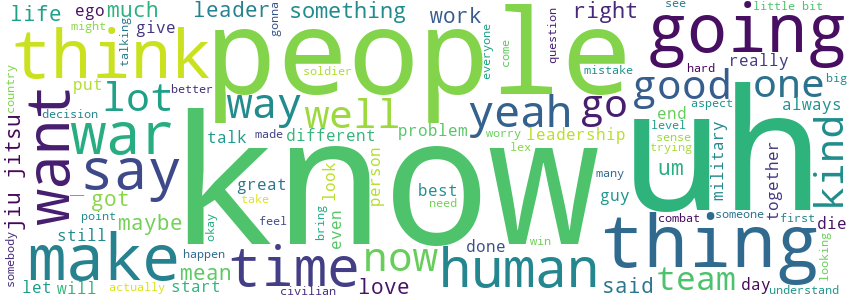 life
ego
much
give
talking
leader
something
gonna
work
everyone
come
question
right
see
might
little bit
going
think
people
soldier
mistake
hard
really
good
one
big
country
put
better
lot
way
well
yeah
go
decision
want
war
talk
made
different
problem
worry
leadership
end
level
sense
trying
aspect
always
jiu jitsu
say
know
lex
um
uh
military
together
kind
got
great
take
look
person
best
need
many
guy
point
maybe
okay
feel
bring
even
combat
someone
first
die
still
make
happen
time
now
done
win
human
thing
looking
somebody
let
will
actually
mean
start
civilian
love
said
team
day
understand